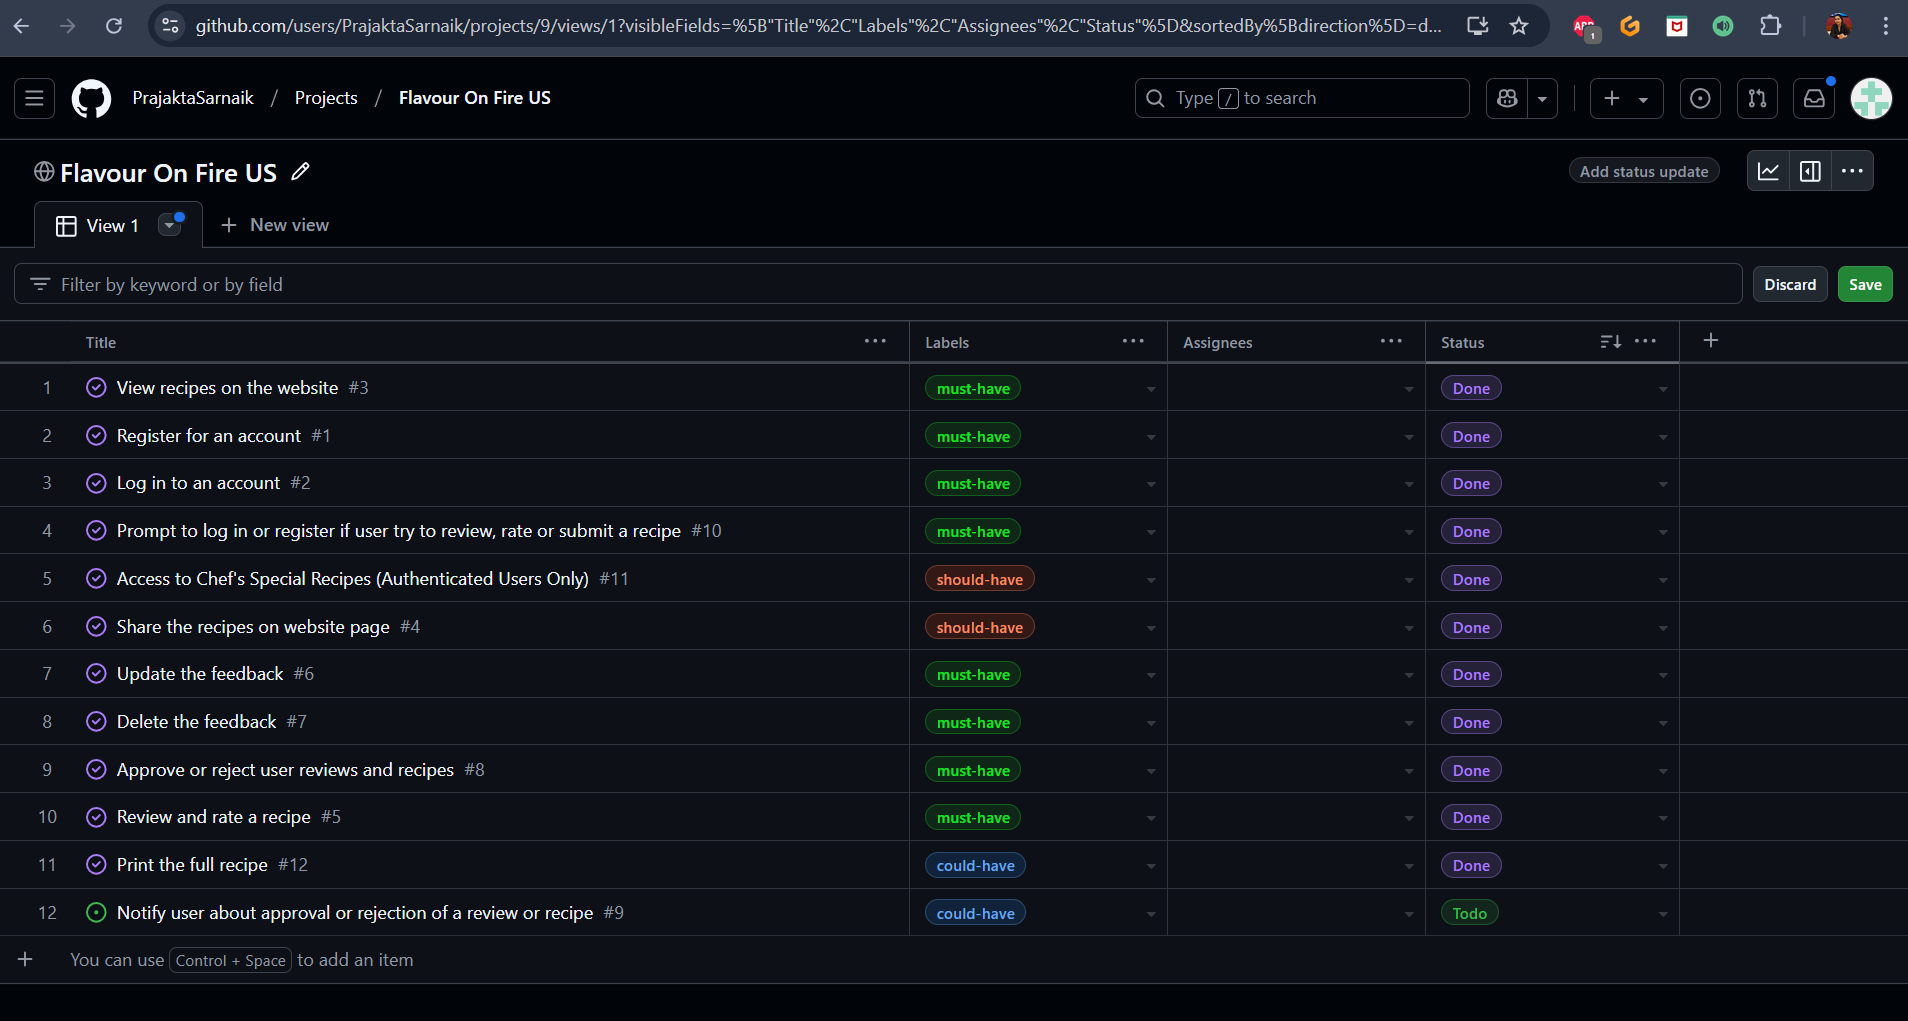 github.com/users/PrajaktaSarnaik/projects/9/views/1?visibleFields=%5B"Title"%2C"Labels"%2C"Assignees"%2C"Status"%5D&sortedBy%5Bdirection%5D=d...
ABP
1
PrajaktaSarnaik / Projects / Flavour On Fire US
Type / to search
Flavour On Fire US
Add status update
View 1
New view
Filter by keyword or by field
Discard
Save
Title Labels Assignees Status
1 View recipes on the website #3 must-have Done
2 Register for an account #1 must-have Done
3 Log in to an account #2 must-have Done
4 Prompt to log in or register if user try to review, rate or submit a recipe #10 must-have Done
5 Access to Chef's Special Recipes (Authenticated Users Only) #11 should-have Done
6 Share the recipes on website page #4 should-have Done
7 Update the feedback #6 must-have Done
8 Delete the feedback #7 must-have Done
9 Approve or reject user reviews and recipes #8 must-have Done
10 Review and rate a recipe #5 must-have Done
11 Print the full recipe #12 could-have Done
12 Notify user about approval or rejection of a review or recipe #9 could-have Todo
You can use Control + Space to add an item